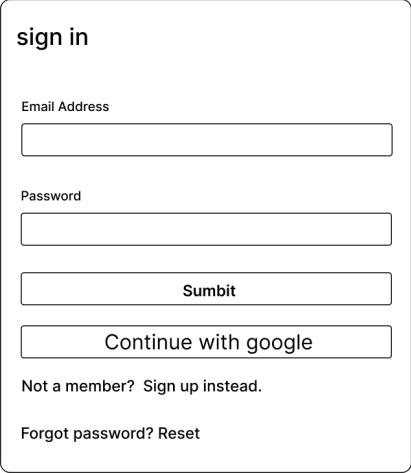 sign in
Email Address
Password
Sumbit
Continue with google
Not a member?  Sign up instead.
Forgot password? Reset